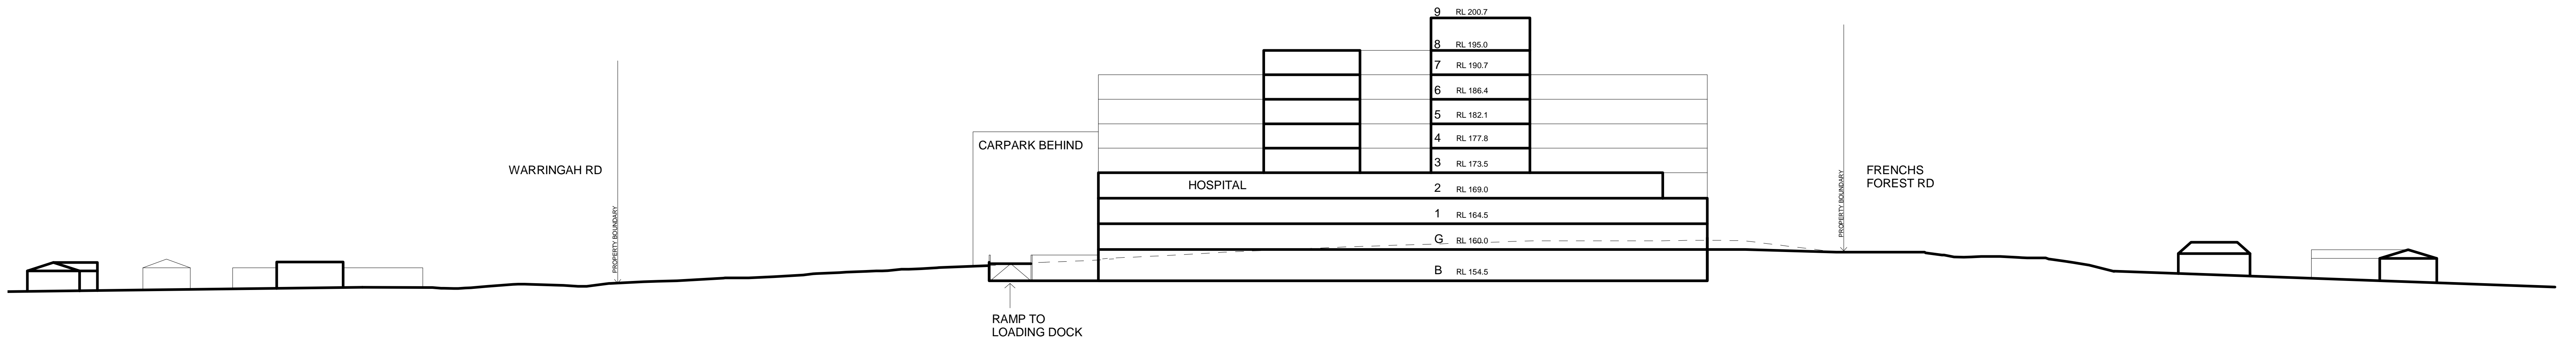 9 RL 200.7
8 RL 195.0
7 RL 190.7
6 RL 186.4
5 RL 182.1
4 RL 177.8
3 RL 173.5
2 RL 169.0
1 RL 164.5
G RL 160.0
B RL 154.5
HOSPITAL
CARPARK BEHIND
WARRINGAH RD
PROPERTY BOUNDARY
RAMP TO
LOADING DOCK
PROPERTY BOUNDARY
FRENCHS
FOREST RD